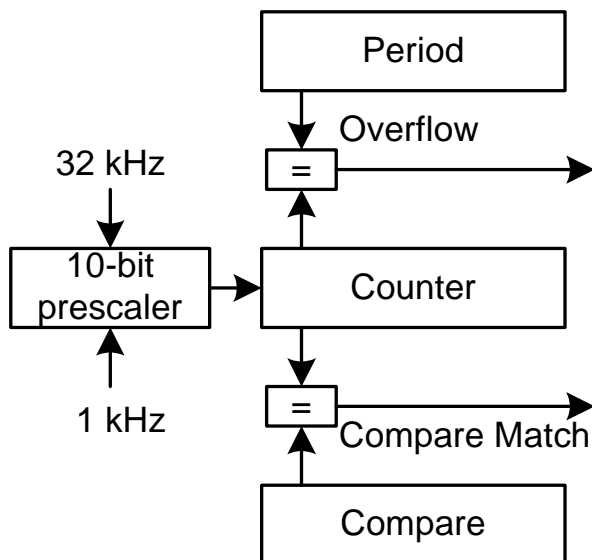 Period
Overflow
=
32 kHz
10-bit
prescaler
Counter
1 kHz
=
Compare Match
Compare